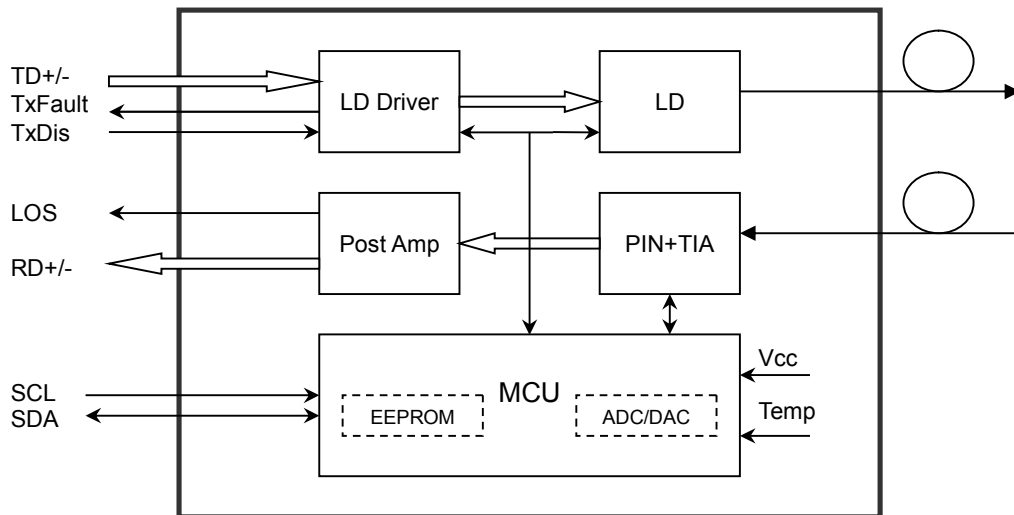 TD+/-
TxFault
TxDis
LD Driver
LD
LOS
RD+/-
Post Amp
PIN+TIA
SCL
SDA
MCU
EEPROM
ADC/DAC
Vcc
Temp